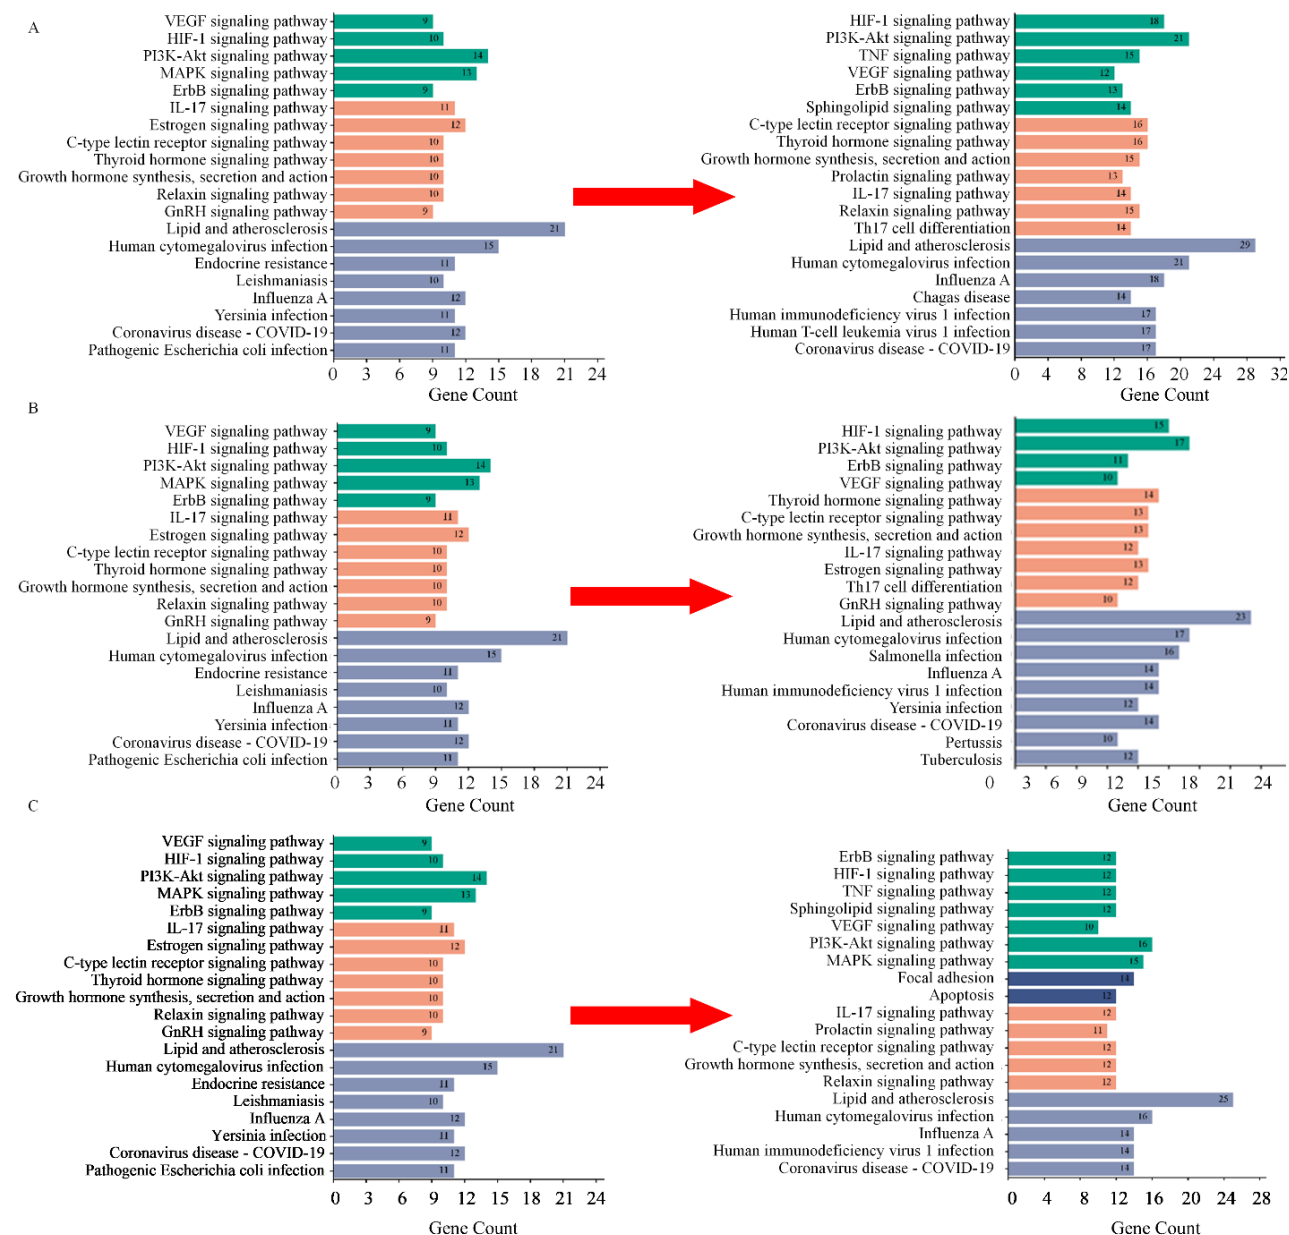 A
VEGF signaling pathway 9
HIF-1 signaling pathway 10
PI3K-Akt signaling pathway 14
MAPK signaling pathway 13
ErbB signaling pathway 9
IL-17 signaling pathway 11
Estrogen signaling pathway 12
C-type lectin receptor signaling pathway 10
Thyroid hormone signaling pathway 10
Growth hormone synthesis, secretion and action 10
Relaxin signaling pathway 10
GnRH signaling pathway 9
Lipid and atherosclerosis 21
Human cytomegalovirus infection 15
Endocrine resistance 11
Leishmaniasis 10
Influenza A 12
Yersinia infection 11
Coronavirus disease - COVID-19 12
Pathogenic Escherichia coli infection 11
0 3 6 9 12 15 18 21 24
Gene Count
HIF-1 signaling pathway 18
PI3K-Akt signaling pathway 21
TNF signaling pathway 15
VEGF signaling pathway 12
ErbB signaling pathway 13
Sphingolipid signaling pathway 14
C-type lectin receptor signaling pathway 16
Thyroid hormone signaling pathway 16
Growth hormone synthesis, secretion and action 15
Prolactin signaling pathway 13
IL-17 signaling pathway 14
Relaxin signaling pathway 15
Th17 cell differentiation 14
Lipid and atherosclerosis 29
Human cytomegalovirus infection 21
Influenza A 18
Chagas disease 14
Human immunodeficiency virus 1 infection 17
Human T-cell leukemia virus 1 infection 17
Coronavirus disease - COVID-19 17
0 4 8 12 16 20 24 28 32
Gene Count
B
VEGF signaling pathway 9
HIF-1 signaling pathway 10
PI3K-Akt signaling pathway 14
MAPK signaling pathway 13
ErbB signaling pathway 9
IL-17 signaling pathway 11
Estrogen signaling pathway 12
C-type lectin receptor signaling pathway 10
Thyroid hormone signaling pathway 10
Growth hormone synthesis, secretion and action 10
Relaxin signaling pathway 10
GnRH signaling pathway 9
Lipid and atherosclerosis 21
Human cytomegalovirus infection 15
Endocrine resistance 11
Leishmaniasis 10
Influenza A 12
Yersinia infection 11
Coronavirus disease - COVID-19 12
Pathogenic Escherichia coli infection 11
0 3 6 9 12 15 18 21 24
Gene Count
HIF-1 signaling pathway 15
PI3K-Akt signaling pathway 17
ErbB signaling pathway 11
VEGF signaling pathway 10
Thyroid hormone signaling pathway 14
C-type lectin receptor signaling pathway 13
Growth hormone synthesis, secretion and action 13
IL-17 signaling pathway 12
Estrogen signaling pathway 13
Th17 cell differentiation 12
GnRH signaling pathway 10
Lipid and atherosclerosis 23
Human cytomegalovirus infection 17
Salmonella infection 16
Influenza A 14
Human immunodeficiency virus 1 infection 14
Yersinia infection 12
Coronavirus disease - COVID-19 14
Pertussis 10
Tuberculosis 12
0 3 6 9 12 15 18 21 24
Gene Count
C
VEGF signaling pathway 9
HIF-1 signaling pathway 10
PI3K-Akt signaling pathway 14
MAPK signaling pathway 13
ErbB signaling pathway 9
IL-17 signaling pathway 11
Estrogen signaling pathway 12
C-type lectin receptor signaling pathway 10
Thyroid hormone signaling pathway 10
Growth hormone synthesis, secretion and action 10
Relaxin signaling pathway 10
GnRH signaling pathway 9
Lipid and atherosclerosis 21
Human cytomegalovirus infection 15
Endocrine resistance 11
Leishmaniasis 10
Influenza A 12
Yersinia infection 11
Coronavirus disease - COVID-19 12
Pathogenic Escherichia coli infection 11
0 3 6 9 12 15 18 21 24
Gene Count
ErbB signaling pathway 12
HIF-1 signaling pathway 12
TNF signaling pathway 12
Sphingolipid signaling pathway 12
VEGF signaling pathway 10
PI3K-Akt signaling pathway 16
MAPK signaling pathway 15
Focal adhesion 14
Apoptosis 12
IL-17 signaling pathway 12
Prolactin signaling pathway 11
C-type lectin receptor signaling pathway 12
Growth hormone synthesis, secretion and action 12
Relaxin signaling pathway 12
Lipid and atherosclerosis 25
Human cytomegalovirus infection 16
Influenza A 14
Human immunodeficiency virus 1 infection 14
Coronavirus disease - COVID-19 14
0 4 8 12 16 20 24 28
Gene Count